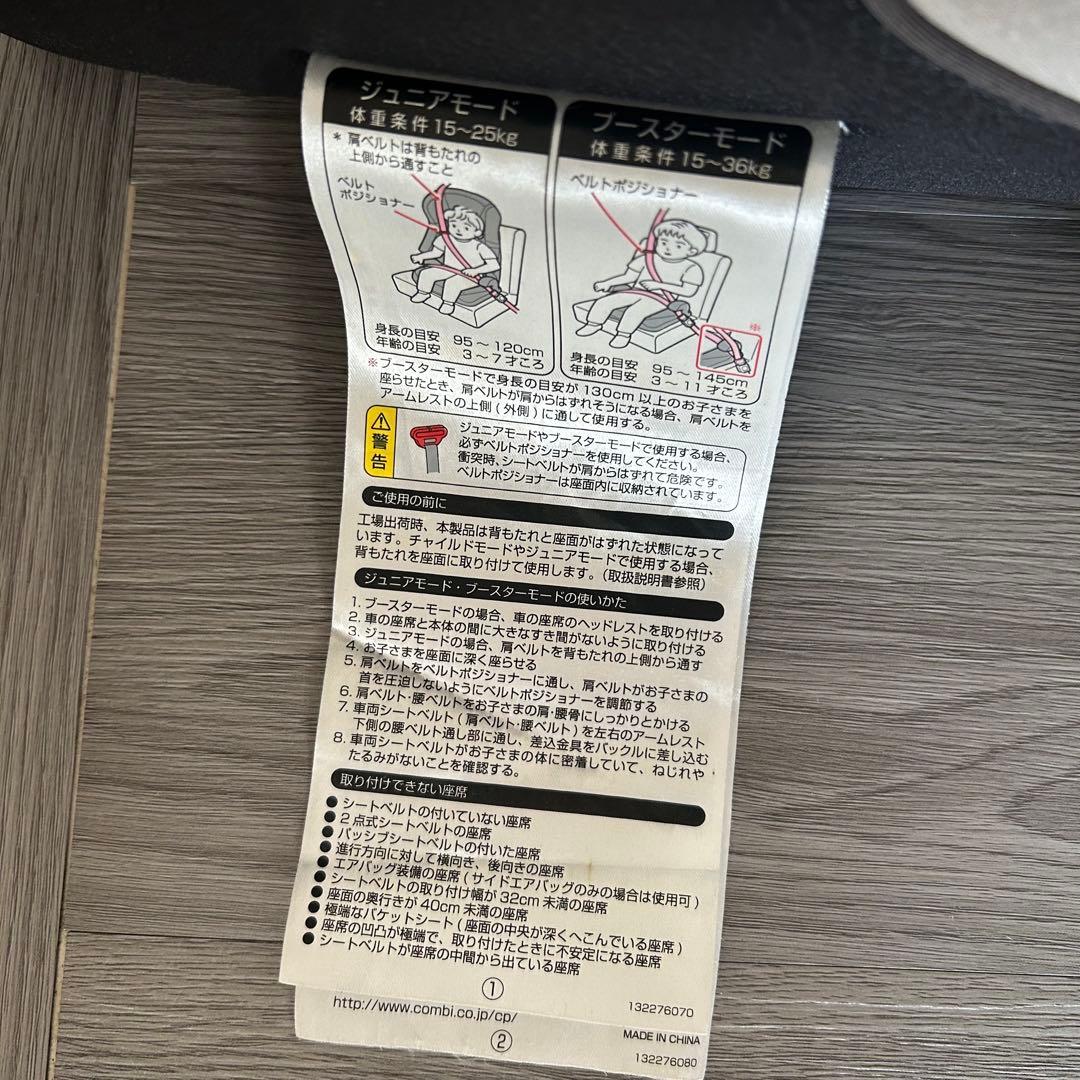 ジュニアモード
体重条件 15～25kg
* 肩ベルトは背もたれの
上側から通すこと
ベルト
ポジショナー
身長の目安 95 ～ 120cm
年齢の目安 3 ～ 7 才ころ
ブースターモード
体重条件 15～36kg
ベルトポジショナー
※
身長の目安 95 ～ 145cm
年齢の目安 3 ～ 11 才ころ
※ブースターモードで身長の目安が 130cm 以上のお子さまを
座らせたとき、肩ベルトが肩からはずれそうになる場合、肩ベルトを
アームレストの上側 ( 外側 ) に通して使用する。
警告
ジュニアモードやブースターモードで使用する場合、
必ずベルトポジショナーを使用してください。
衝突時、シートベルトが肩からはずれて危険です。
ベルトポジショナーは座面内に収納されています。
ご使用の前に
工場出荷時、本製品は背もたれと座面がはずれた状態になって
います。チャイルドモードやジュニアモードで使用する場合、
背もたれを座面に取り付けて使用します。（取扱説明書参照）
ジュニアモード・ブースターモードの使いかた
1. ブースターモードの場合、車の座席のヘッドレストを取り付ける
2. 車の座席と本体の間に大きなすき間がないように取り付ける
3. ジュニアモードの場合、肩ベルトを背もたれの上側から通す
4. お子さまを座面に深く座らせる
5. 肩ベルトをベルトポジショナーに通し、肩ベルトがお子さまの
首を圧迫しないようにベルトポジショナーを調節する
6. 肩ベルト・腰ベルトをお子さまの肩・腰骨にしっかりとかける
7. 車両シートベルト ( 肩ベルト・腰ベルト ) を左右のアームレスト
下側の腰ベルト通し部に通し、差込金具をバックルに差し込む
8. 車両シートベルトがお子さまの体に密着していて、ねじれや
たるみがないことを確認する。
取り付けできない座席
● シートベルトの付いていない座席
● 2 点式シートベルトの座席
● パッシブシートベルトの付いた座席
● 進行方向に対して横向き、後向きの座席
● エアバッグ装備の座席 ( サイドエアバッグのみの場合は使用可 )
● シートベルトの取り付け幅が 32cm 未満の座席
● 座面の奥行きが 40cm 未満の座席
● 極端なバケットシート ( 座面の中央が深くへこんでいる座席 )
● 座席の凹凸が極端で、取り付けたときに不安定になる座席
● シートベルトが座席の中間から出ている座席
①
132276070
http://www.combi.co.jp/cp/
②
MADE IN CHINA
132276080